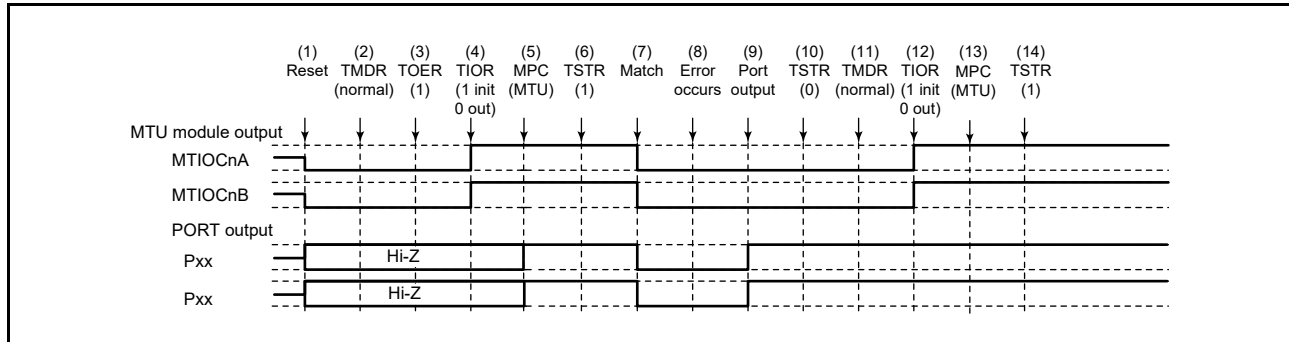 (1) (2) (3) (4) (5) (6) (7) (8) (9) (10) (11) (12) (13) (14)
Reset TMDR TOER TIOR MPC TSTR Match Error Port TSTR TMDR TIOR MPC TSTR
(normal) (1) (1 init (MTU) (1) occurs output (0) (normal) (1 init (MTU) (1)
0 out) 0 out)
MTU module output
MTIOCnA
MTIOCnB
PORT output
Pxx Hi-Z
Pxx Hi-Z